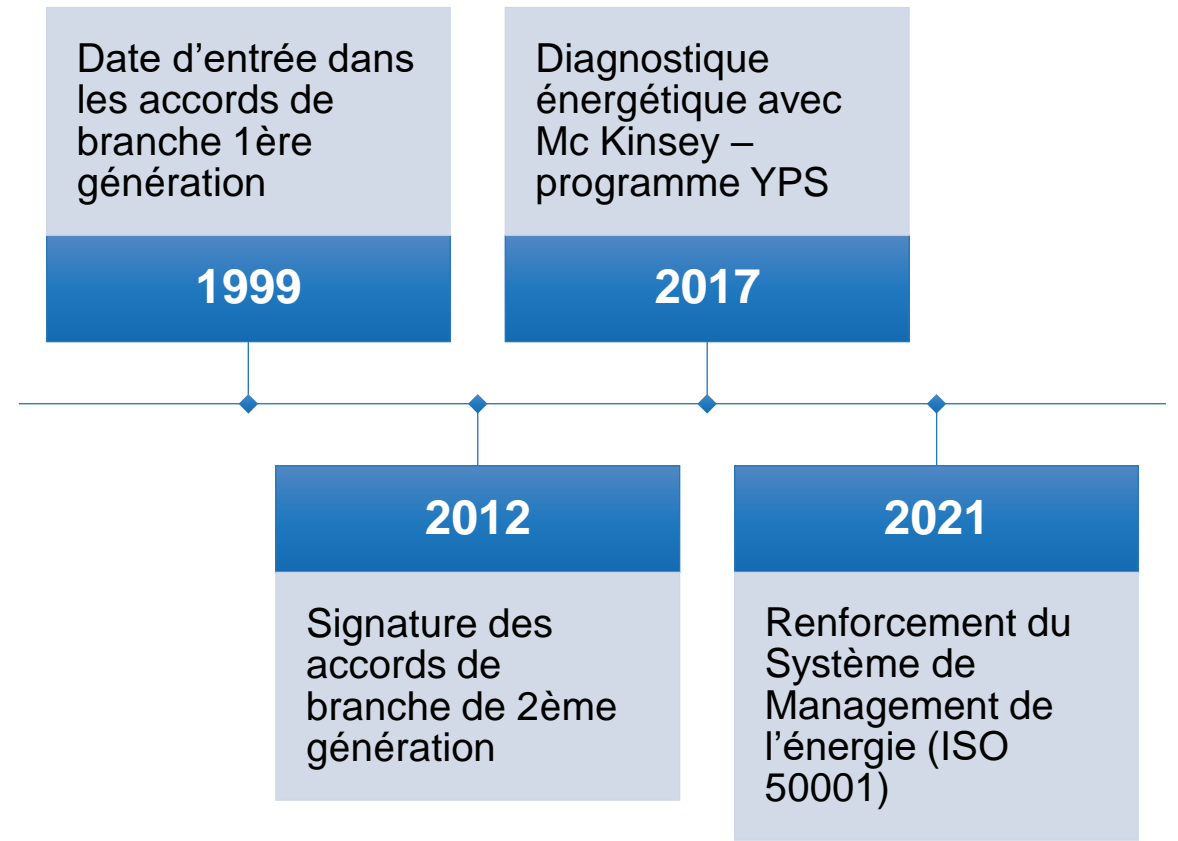 Date d’entrée dans
les accords de
branche 1ère
génération
1999
Diagnostique
énergétique avec
Mc Kinsey –
programme YPS
2017
2012
Signature des
accords de
branche de 2ème
génération
2021
Renforcement du
Système de
Management de
l’énergie (ISO
50001)